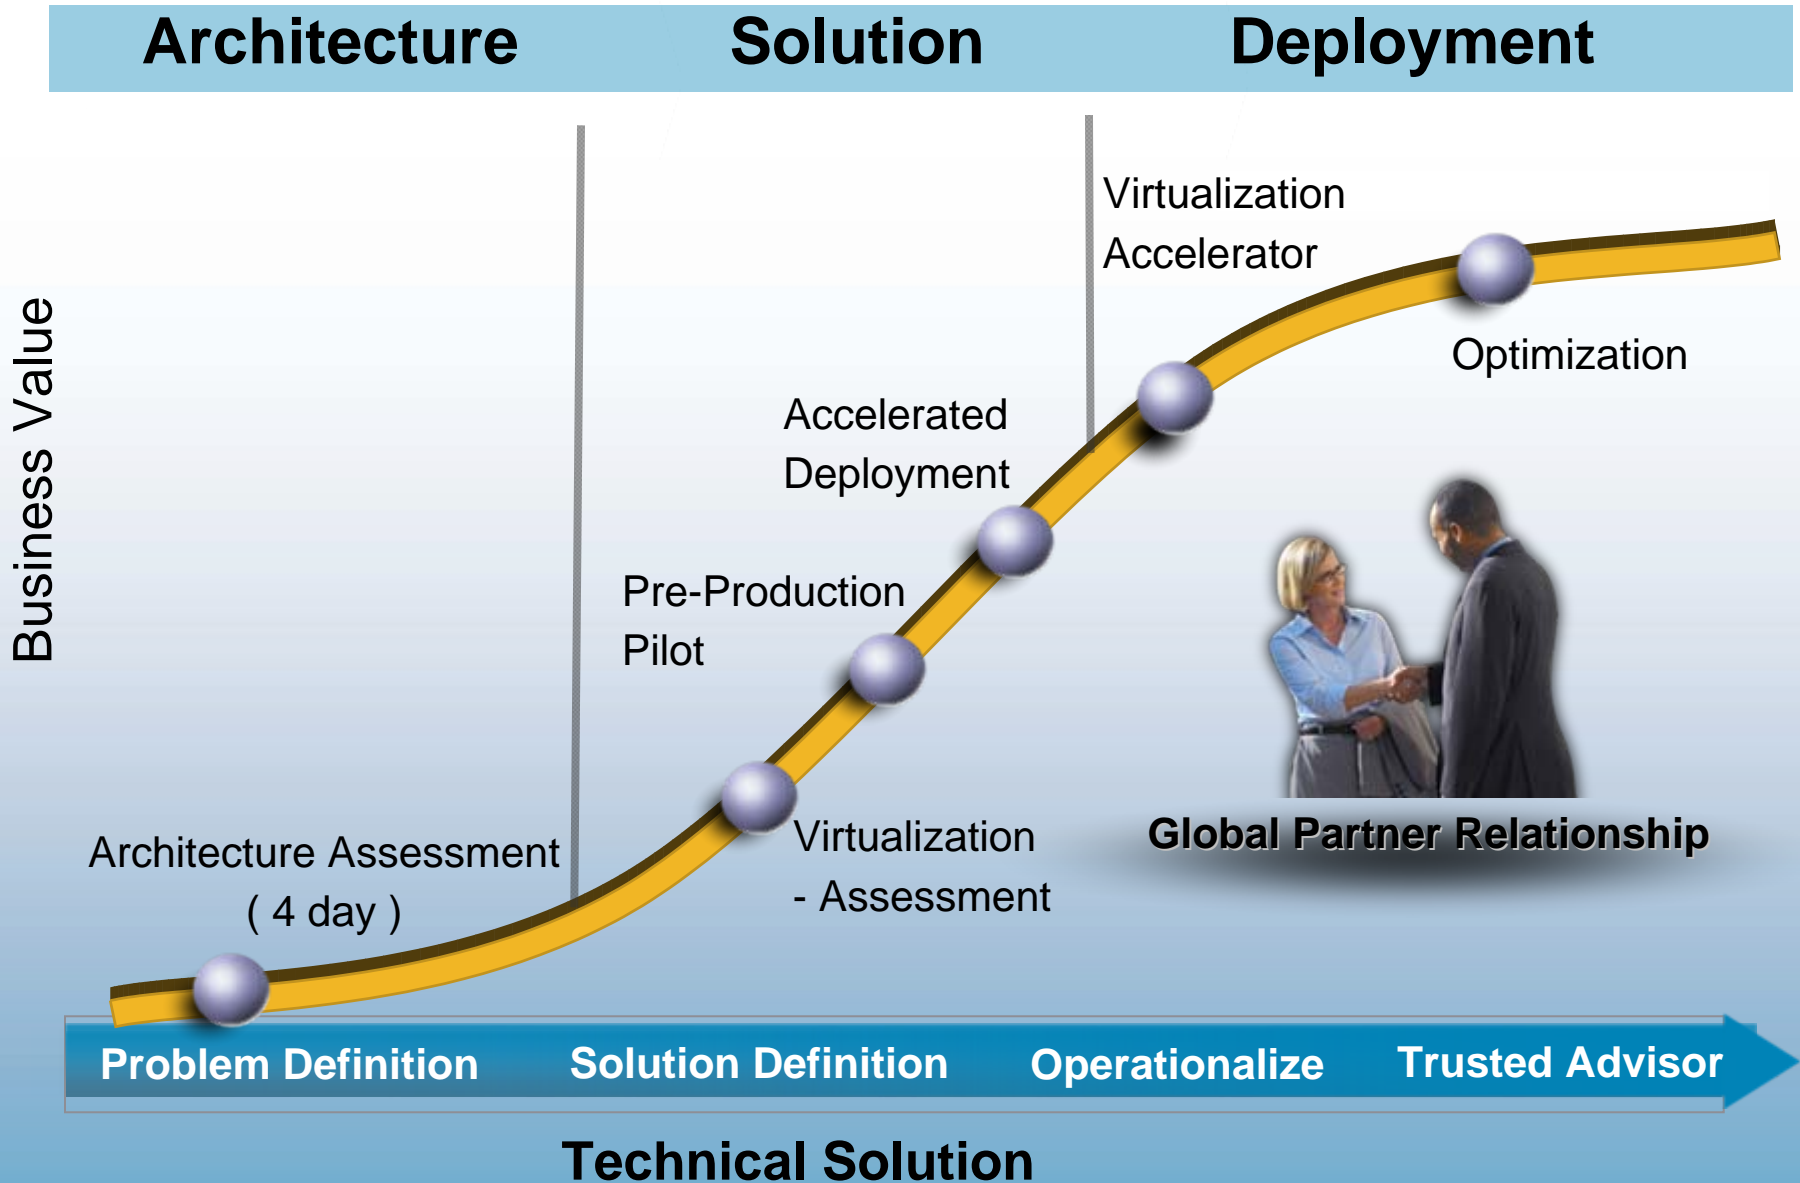 Architecture
Solution
Deployment
Business Value
Virtualization
Accelerator
Optimization
Accelerated
Deployment
Pre-Production
Pilot
Virtualization
- Assessment
Architecture Assessment
( 4 day )
Global Partner Relationship
Problem Definition
Solution Definition
Operationalize
Trusted Advisor
Technical Solution